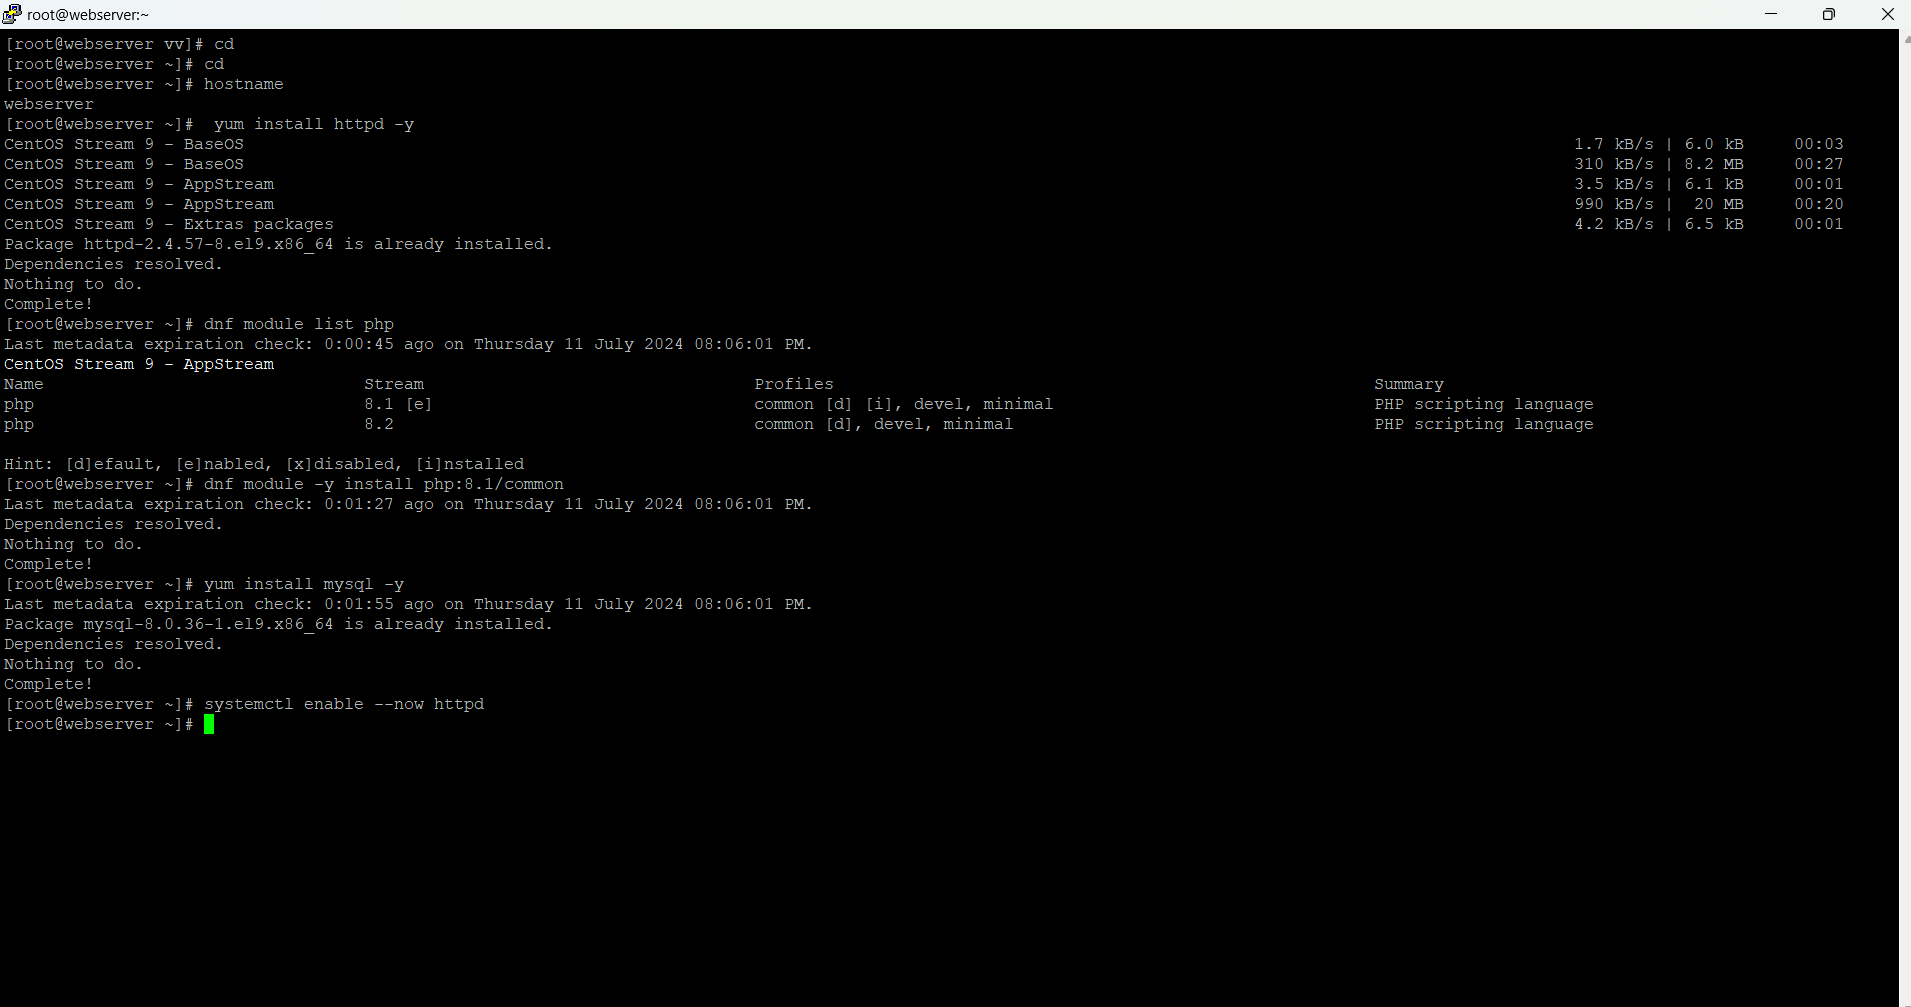 root@webserver:~
[root@webserver vv]# cd
[root@webserver ~]# cd
[root@webserver ~]# hostname
webserver
[root@webserver ~]#  yum install httpd -y
CentOS Stream 9 - BaseOS 1.7 kB/s | 6.0 kB 00:03
CentOS Stream 9 - BaseOS 310 kB/s | 8.2 MB 00:27
CentOS Stream 9 - AppStream 3.5 kB/s | 6.1 kB 00:01
CentOS Stream 9 - AppStream 990 kB/s |  20 MB 00:20
CentOS Stream 9 - Extras packages 4.2 kB/s | 6.5 kB 00:01
Package httpd-2.4.57-8.el9.x86_64 is already installed.
Dependencies resolved.
Nothing to do.
Complete!
[root@webserver ~]# dnf module list php
Last metadata expiration check: 0:00:45 ago on Thursday 11 July 2024 08:06:01 PM.
CentOS Stream 9 - AppStream
Name Stream Profiles Summary
php 8.1 [e] common [d] [i], devel, minimal PHP scripting language
php 8.2 common [d], devel, minimal PHP scripting language
Hint: [d]efault, [e]nabled, [x]disabled, [i]nstalled
[root@webserver ~]# dnf module -y install php:8.1/common
Last metadata expiration check: 0:01:27 ago on Thursday 11 July 2024 08:06:01 PM.
Dependencies resolved.
Nothing to do.
Complete!
[root@webserver ~]# yum install mysql -y
Last metadata expiration check: 0:01:55 ago on Thursday 11 July 2024 08:06:01 PM.
Package mysql-8.0.36-1.el9.x86_64 is already installed.
Dependencies resolved.
Nothing to do.
Complete!
[root@webserver ~]# systemctl enable --now httpd
[root@webserver ~]#